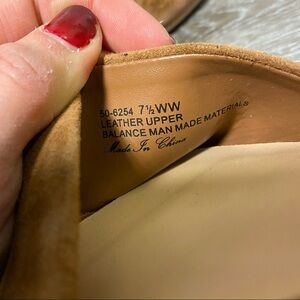 50-6254 7½WW
LEATHER UPPER
BALANCE MAN MADE MATERIALS
Made In China